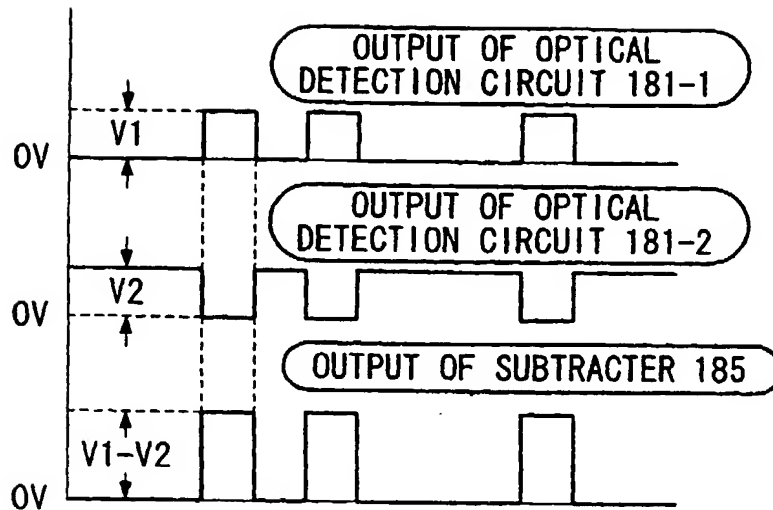 OUTPUT OF OPTICAL
DETECTION CIRCUIT 181-1
V1
0V
OUTPUT OF OPTICAL
DETECTION CIRCUIT 181-2
V2
0V
OUTPUT OF SUBTRACTER 185
V1-V2
0V